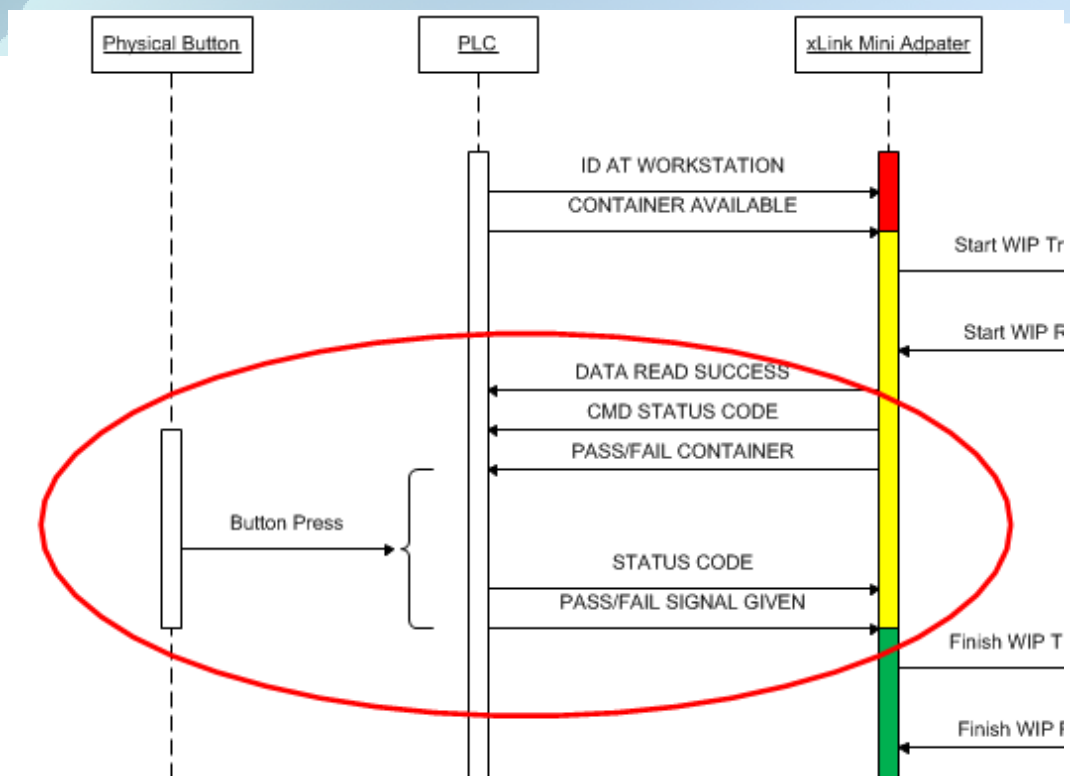 Physical Button
PLC
xLink Mini Adpater
ID AT WORKSTATION
CONTAINER AVAILABLE
Start WIP Tr
Start WIP R
DATA READ SUCCESS
CMD STATUS CODE
PASS/FAIL CONTAINER
Button Press
STATUS CODE
PASS/FAIL SIGNAL GIVEN
Finish WIP T
Finish WIP